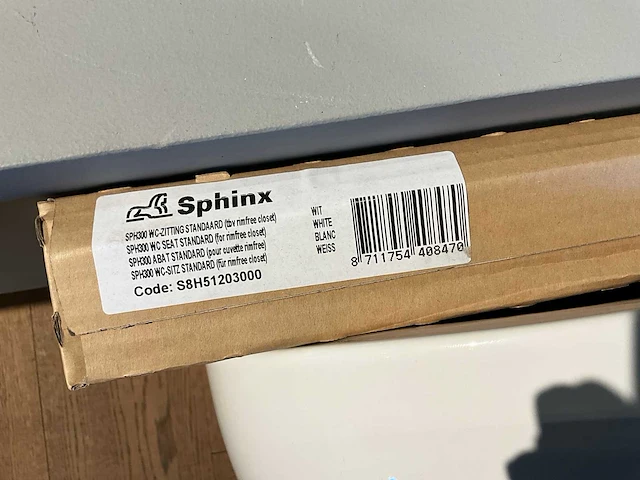 Sphinx
SPH300 WC-ZITTING STANDAARD (tbv rimfree closet)
SPH300 WC SEAT STANDARD (for rimfree closet)
SPH300 ABAT STANDARD (pour cuvette rimfree)
SPH300 WC-SITZ STANDARD (für rimfree closet)
Code: S8H51203000
WIT
WHITE
BLANC
WEISS
8 711754 408470